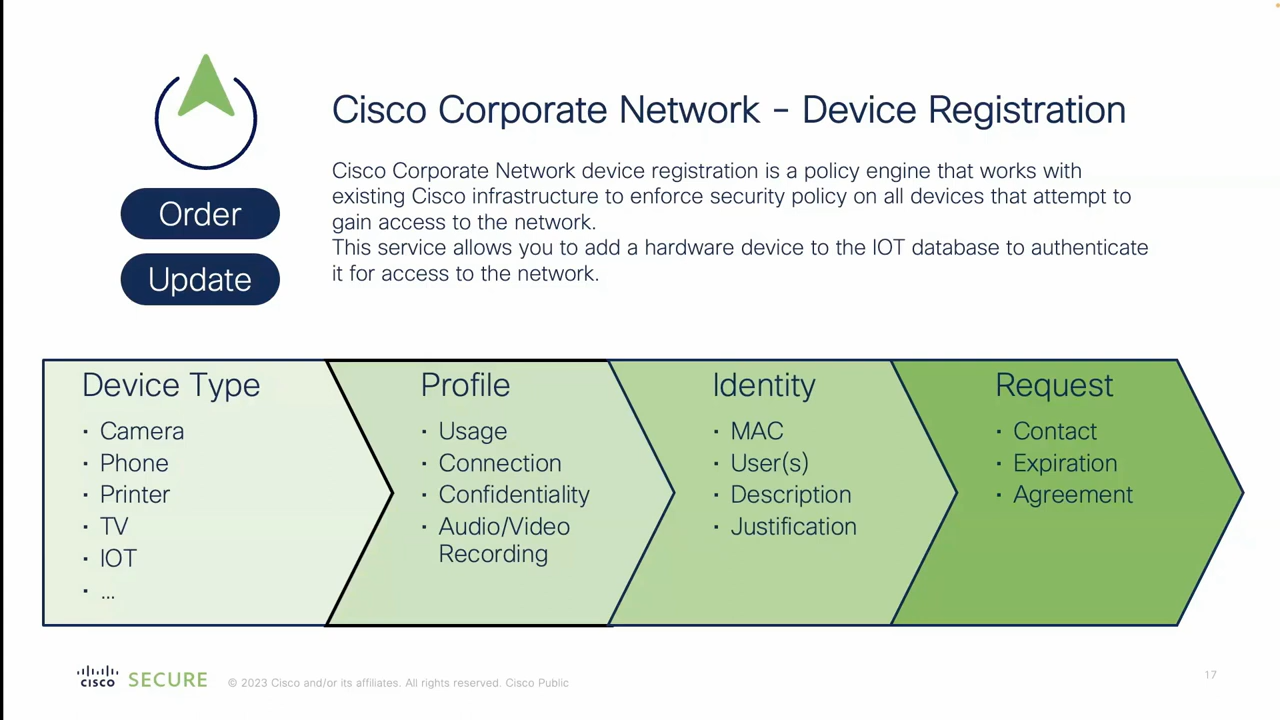 Cisco Corporate Network - Device Registration
Order
Update
Cisco Corporate Network device registration is a policy engine that works with
existing Cisco infrastructure to enforce security policy on all devices that attempt to
gain access to the network.
This service allows you to add a hardware device to the IOT database to authenticate
it for access to the network.
Device Type
· Camera
· Phone
· Printer
· TV
· IOT
· ...
Profile
· Usage
· Connection
· Confidentiality
· Audio/Video
Recording
Identity
· MAC
· User(s)
· Description
· Justification
Request
· Contact
· Expiration
· Agreement
cisco SECURE
© 2023 Cisco and/or its affiliates. All rights reserved. Cisco Public
17